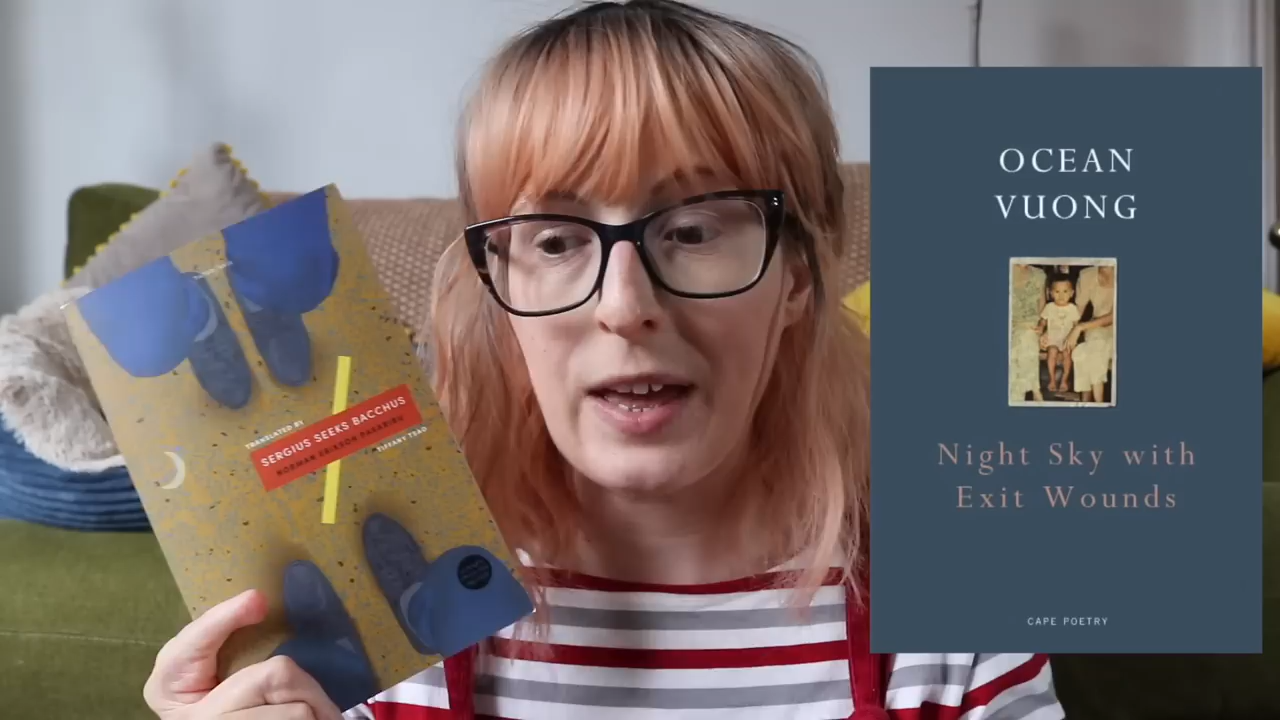 TRANSLATED BY
SERGIUS SEEKS BACCHUS
NORMAN ERIKSON PASARIBU
TIFFANY TSAO
OCEAN
VUONG
Night Sky with
Exit Wounds
CAPE POETRY